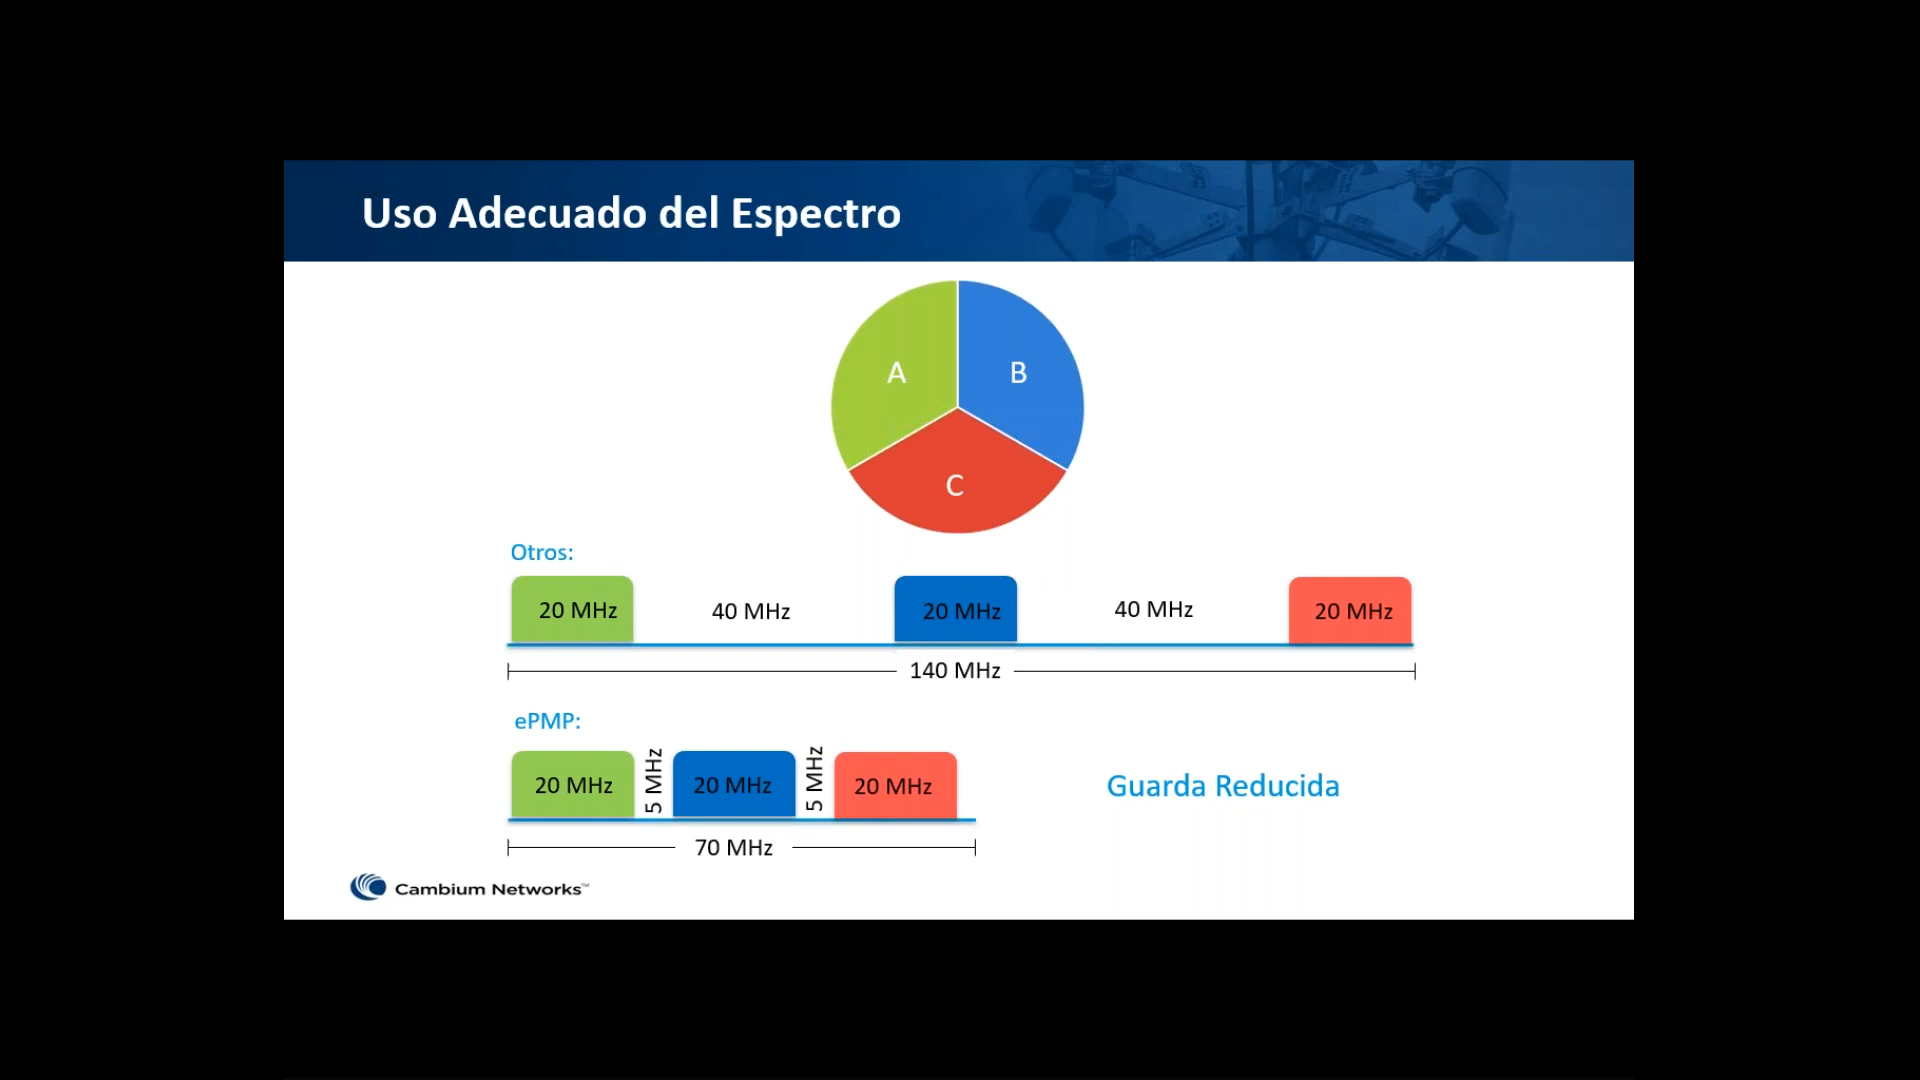 Uso Adecuado del Espectro
A
B
C
Otros:
20 MHz
40 MHz
20 MHz
40 MHz
20 MHz
140 MHz
ePMP:
20 MHz
5 MHz
20 MHz
5 MHz
20 MHz
Guarda Reducida
70 MHz
Cambium Networks™